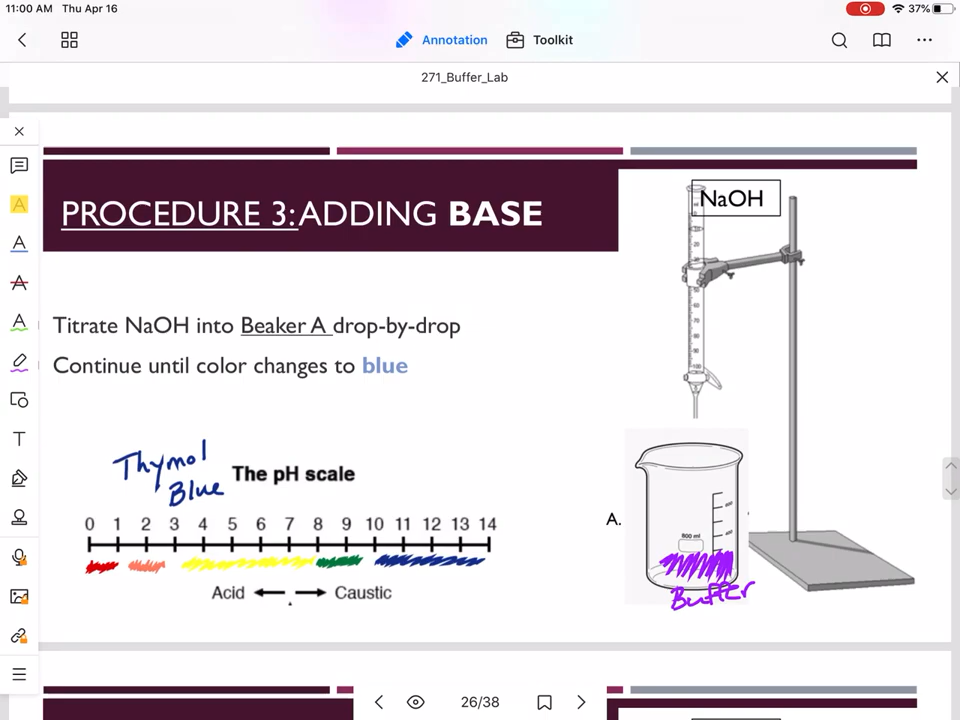 11:00 AM Thu Apr 16
37%
Annotation
Toolkit
271_Buffer_Lab
PROCEDURE 3:ADDING BASE
NaOH
Titrate NaOH into Beaker A drop-by-drop
Continue until color changes to blue
Thymol
Blue
The pH scale
0 1 2 3 4 5 6 7 8 9 10 11 12 13 14
Acid
Caustic
A.
800 ml
Buffer
A
A
A
A
T
26/38